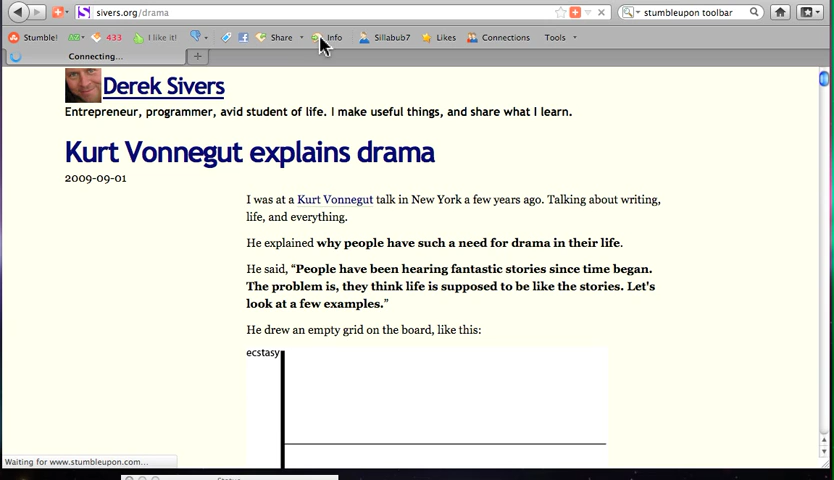 sivers.org/drama
stumbleupon toolbar
Stumble! 433 I like it! Share Info Sillabub7 Likes Connections Tools
Connecting...
Derek Sivers
Entrepreneur, programmer, avid student of life. I make useful things, and share what I learn.
Kurt Vonnegut explains drama
2009-09-01
I was at a Kurt Vonnegut talk in New York a few years ago. Talking about writing,
life, and everything.
He explained why people have such a need for drama in their life.
He said, “People have been hearing fantastic stories since time began.
The problem is, they think life is supposed to be like the stories. Let's
look at a few examples.”
He drew an empty grid on the board, like this:
ecstasy
Waiting for www.stumbleupon.com...